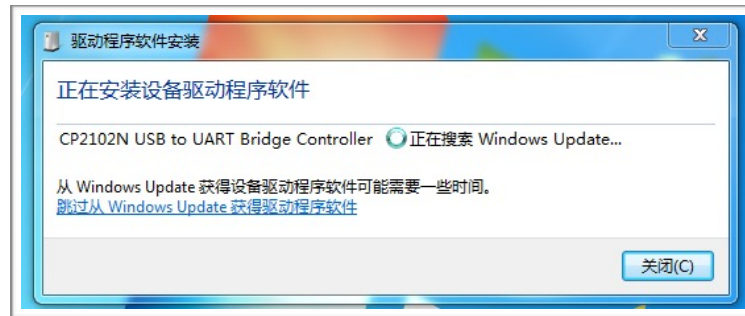 驱动程序软件安装
正在安装设备驱动程序软件
CP2102N USB to UART Bridge Controller 正在搜索 Windows Update...
从 Windows Update 获得设备驱动程序软件可能需要一些时间。
跳过从 Windows Update 获得驱动程序软件
关闭(C)